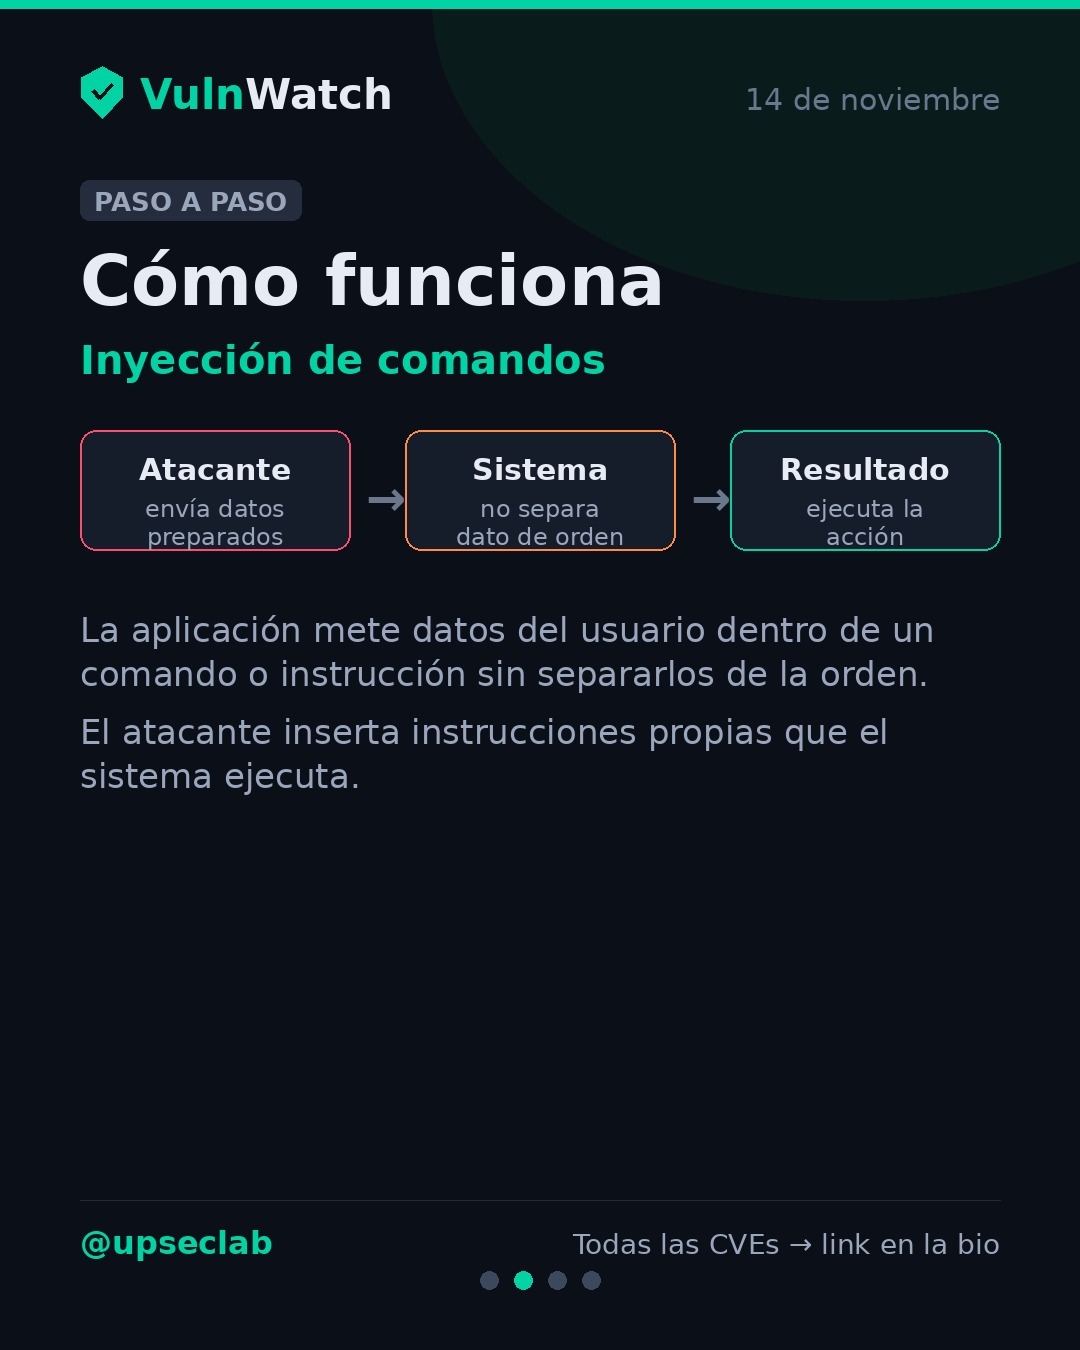 VulnWatch
14 de noviembre
PASO A PASO
Cómo funciona
Inyección de comandos
Atacante
envía datos
preparados
→
Sistema
no separa
dato de orden
→
Resultado
ejecuta la
acción
La aplicación mete datos del usuario dentro de un
comando o instrucción sin separarlos de la orden.
El atacante inserta instrucciones propias que el
sistema ejecuta.
@upseclab
Todas las CVEs → link en la bio